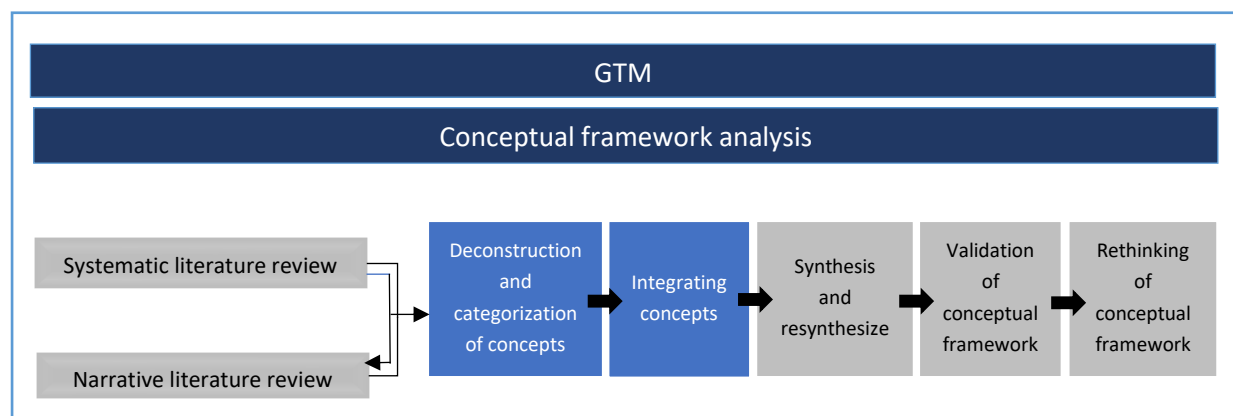 GTM
Conceptual framework analysis
Systematic literature review
Narrative literature review
Deconstruction
and
categorization
of concepts
Integrating
concepts
Synthesis
and
resynthesize
Validation
of
conceptual
framework
Rethinking
of
conceptual
framework